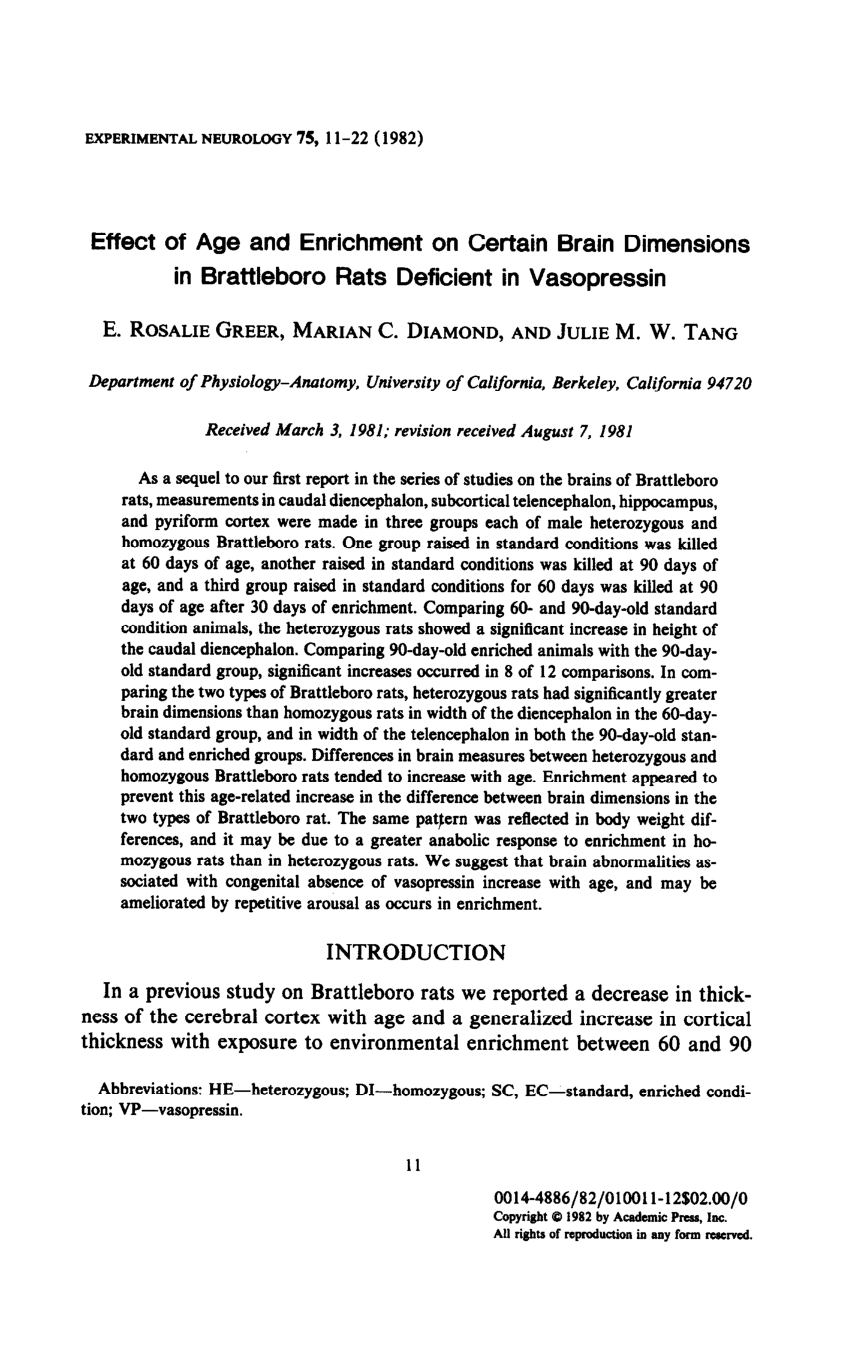 EXPERIMENTAL NEUROLOGY 75, 11-22 (1982)
Effect of Age and Enrichment on Certain Brain Dimensions
in Brattleboro Rats Deficient in Vasopressin
E. ROSALIE GREER, MARIAN C. DIAMOND, AND JULIE M. W. TANG
Department of Physiology–Anatomy, University of California, Berkeley, California 94720
Received March 3, 1981; revision received August 7, 1981
As a sequel to our first report in the series of studies on the brains of Brattleboro
rats, measurements in caudal diencephalon, subcortical telencephalon, hippocampus,
and pyriform cortex were made in three groups each of male heterozygous and
homozygous Brattleboro rats. One group raised in standard conditions was killed
at 60 days of age, another raised in standard conditions was killed at 90 days of
age, and a third group raised in standard conditions for 60 days was killed at 90
days of age after 30 days of enrichment. Comparing 60- and 90-day-old standard
condition animals, the heterozygous rats showed a significant increase in height of
the caudal diencephalon. Comparing 90-day-old enriched animals with the 90-day-
old standard group, significant increases occurred in 8 of 12 comparisons. In com-
paring the two types of Brattleboro rats, heterozygous rats had significantly greater
brain dimensions than homozygous rats in width of the diencephalon in the 60-day-
old standard group, and in width of the telencephalon in both the 90-day-old stan-
dard and enriched groups. Differences in brain measures between heterozygous and
homozygous Brattleboro rats tended to increase with age. Enrichment appeared to
prevent this age-related increase in the difference between brain dimensions in the
two types of Brattleboro rat. The same pattern was reflected in body weight dif-
ferences, and it may be due to a greater anabolic response to enrichment in ho-
mozygous rats than in heterozygous rats. We suggest that brain abnormalities as-
sociated with congenital absence of vasopressin increase with age, and may be
ameliorated by repetitive arousal as occurs in enrichment.
INTRODUCTION
In a previous study on Brattleboro rats we reported a decrease in thick-
ness of the cerebral cortex with age and a generalized increase in cortical
thickness with exposure to environmental enrichment between 60 and 90
Abbreviations: HE—heterozygous; DI—homozygous; SC, EC—standard, enriched condi-
tion; VP—vasopressin.
11
0014-4886/82/010011-12$02.00/0
Copyright © 1982 by Academic Press, Inc.
All rights of reproduction in any form reserved.